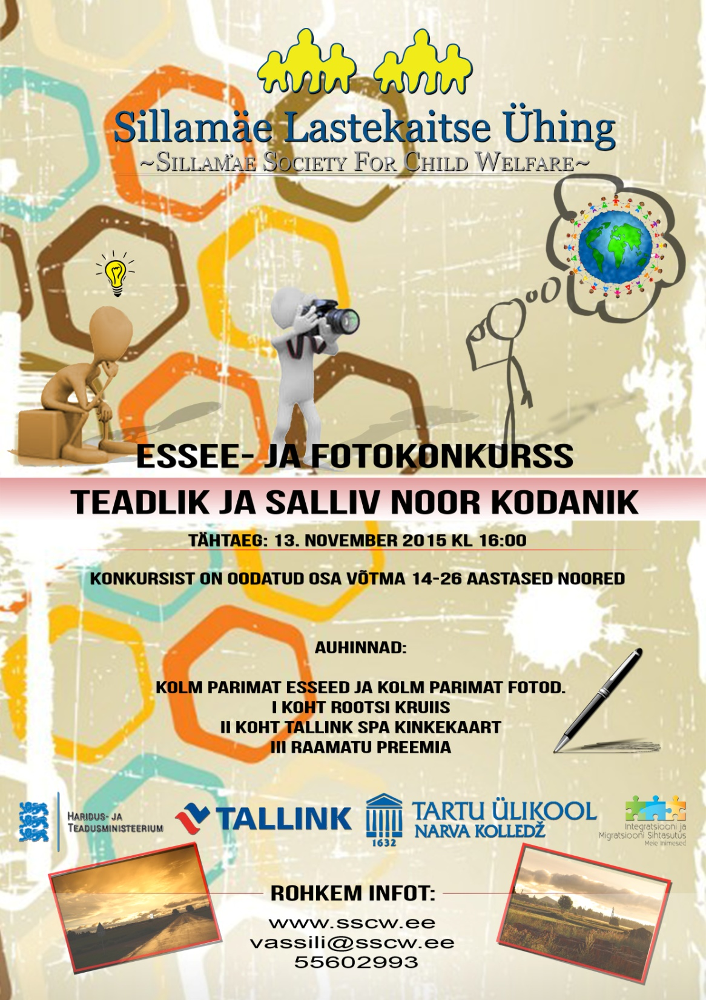 Sillamäe Lastekaitse Ühing
~Sillamäe Society For Child Welfare~
ESSEE- JA FOTOKONKURSS
TEADLIK JA SALLIV NOOR KODANIK
TÄHTAEG: 13. NOVEMBER 2015 KL 16:00
KONKURSIST ON OODATUD OSA VÕTMA 14-26 AASTASED NOORED
AUHINNAD:
KOLM PARIMAT ESSEED JA KOLM PARIMAT FOTOD.
I KOHT ROOTSI KRUIIS
II KOHT TALLINK SPA KINKEKAART
III RAAMATU PREEMIA
HARIDUS- JA
TEADUSMINISTEERIUM
TALLINK
1632
TARTU ÜLIKOOL
NARVA KOLLEDŽ
Integratsiooni ja
Migratsiooni Sihtasutus
Meie Inimesed
ROHKEM INFOT:
www.sscw.ee
vassili@sscw.ee
55602993